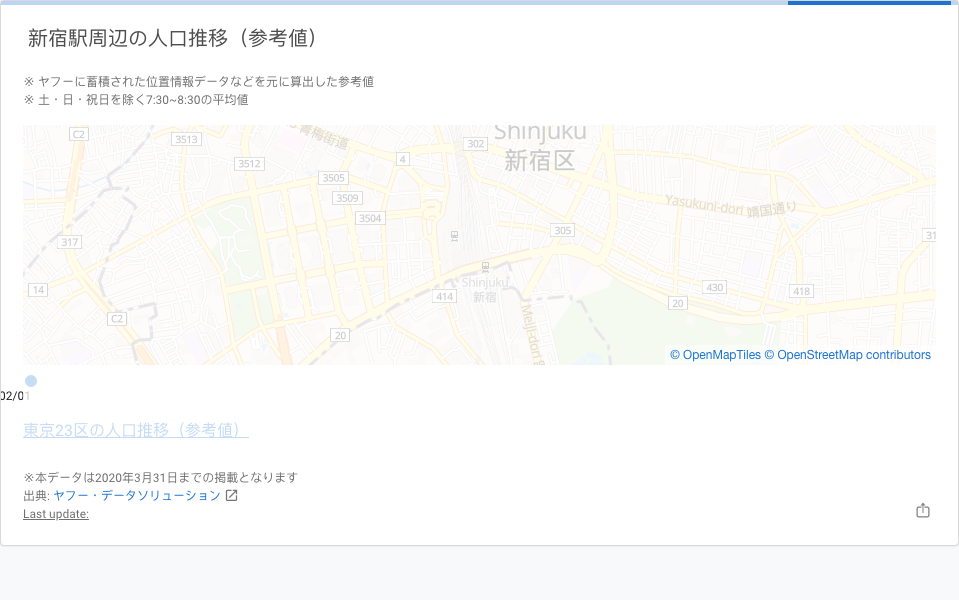 新宿駅周辺の人口推移（参考値）
※ ヤフーに蓄積された位置情報データなどを元に算出した参考値
※ 土・日・祝日を除く7:30~8:30の平均値
C2
3513
青梅街道
302
Shinjuku
新宿区
3512
4
3505
3509
3504
Yasukuni-dori 靖国通り
317
305
31
14
Shinjuku
新宿
414
430
418
20
C2
20
Meiji-dori
© OpenMapTiles © OpenStreetMap contributors
02/01
東京23区の人口推移（参考値）
※本データは2020年3月31日までの掲載となります
出典: ヤフー・データソリューション
Last update: